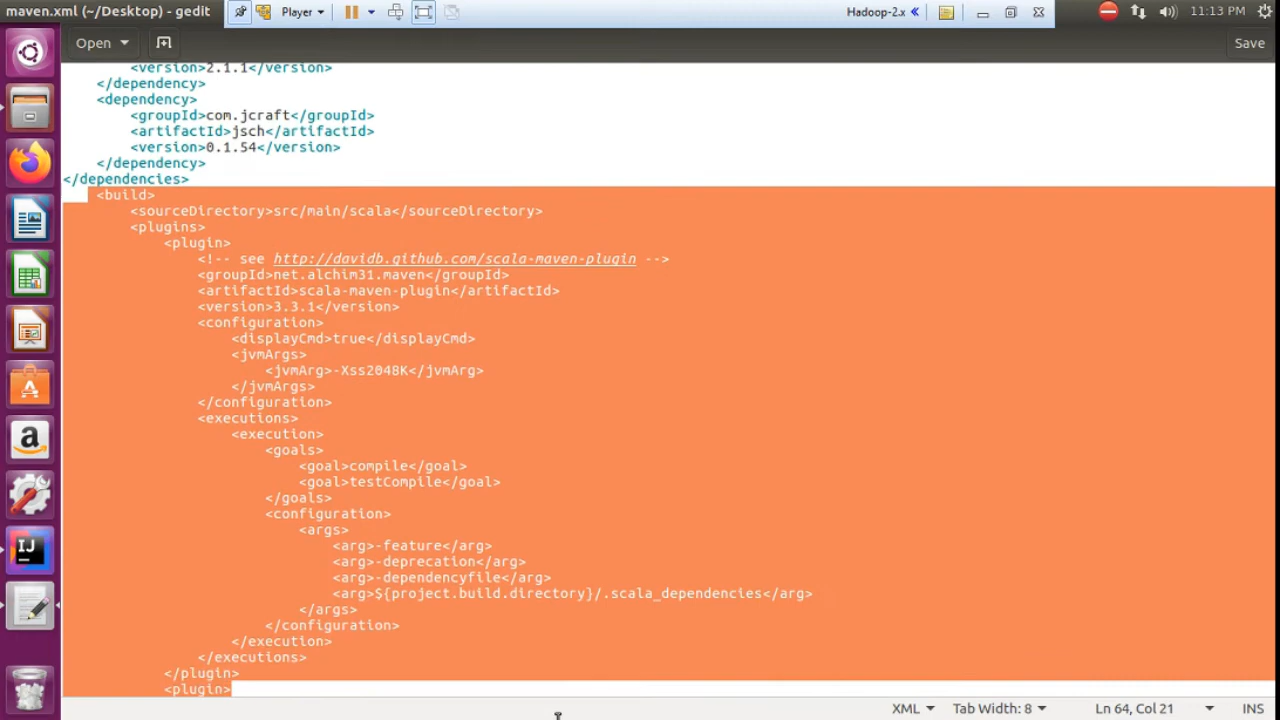 maven.xml (~/Desktop) - gedit
Player
Hadoop-2.x
11:13 PM
Open
Save
<version>2.1.1</version>
</dependency>
<dependency>
<groupId>com.jcraft</groupId>
<artifactId>jsch</artifactId>
<version>0.1.54</version>
</dependency>
</dependencies>
<build>
<sourceDirectory>src/main/scala</sourceDirectory>
<plugins>
<plugin>
<!-- see http://davidb.github.com/scala-maven-plugin -->
<groupId>net.alchim31.maven</groupId>
<artifactId>scala-maven-plugin</artifactId>
<version>3.3.1</version>
<configuration>
<displayCmd>true</displayCmd>
<jvmArgs>
<jvmArg>-Xss2048K</jvmArg>
</jvmArgs>
</configuration>
<executions>
<execution>
<goals>
<goal>compile</goal>
<goal>testCompile</goal>
</goals>
<configuration>
<args>
<arg>-feature</arg>
<arg>-deprecation</arg>
<arg>-dependencyfile</arg>
<arg>${project.build.directory}/.scala_dependencies</arg>
</args>
</configuration>
</execution>
</executions>
</plugin>
<plugin>
XML
Tab Width: 8
Ln 64, Col 21
INS